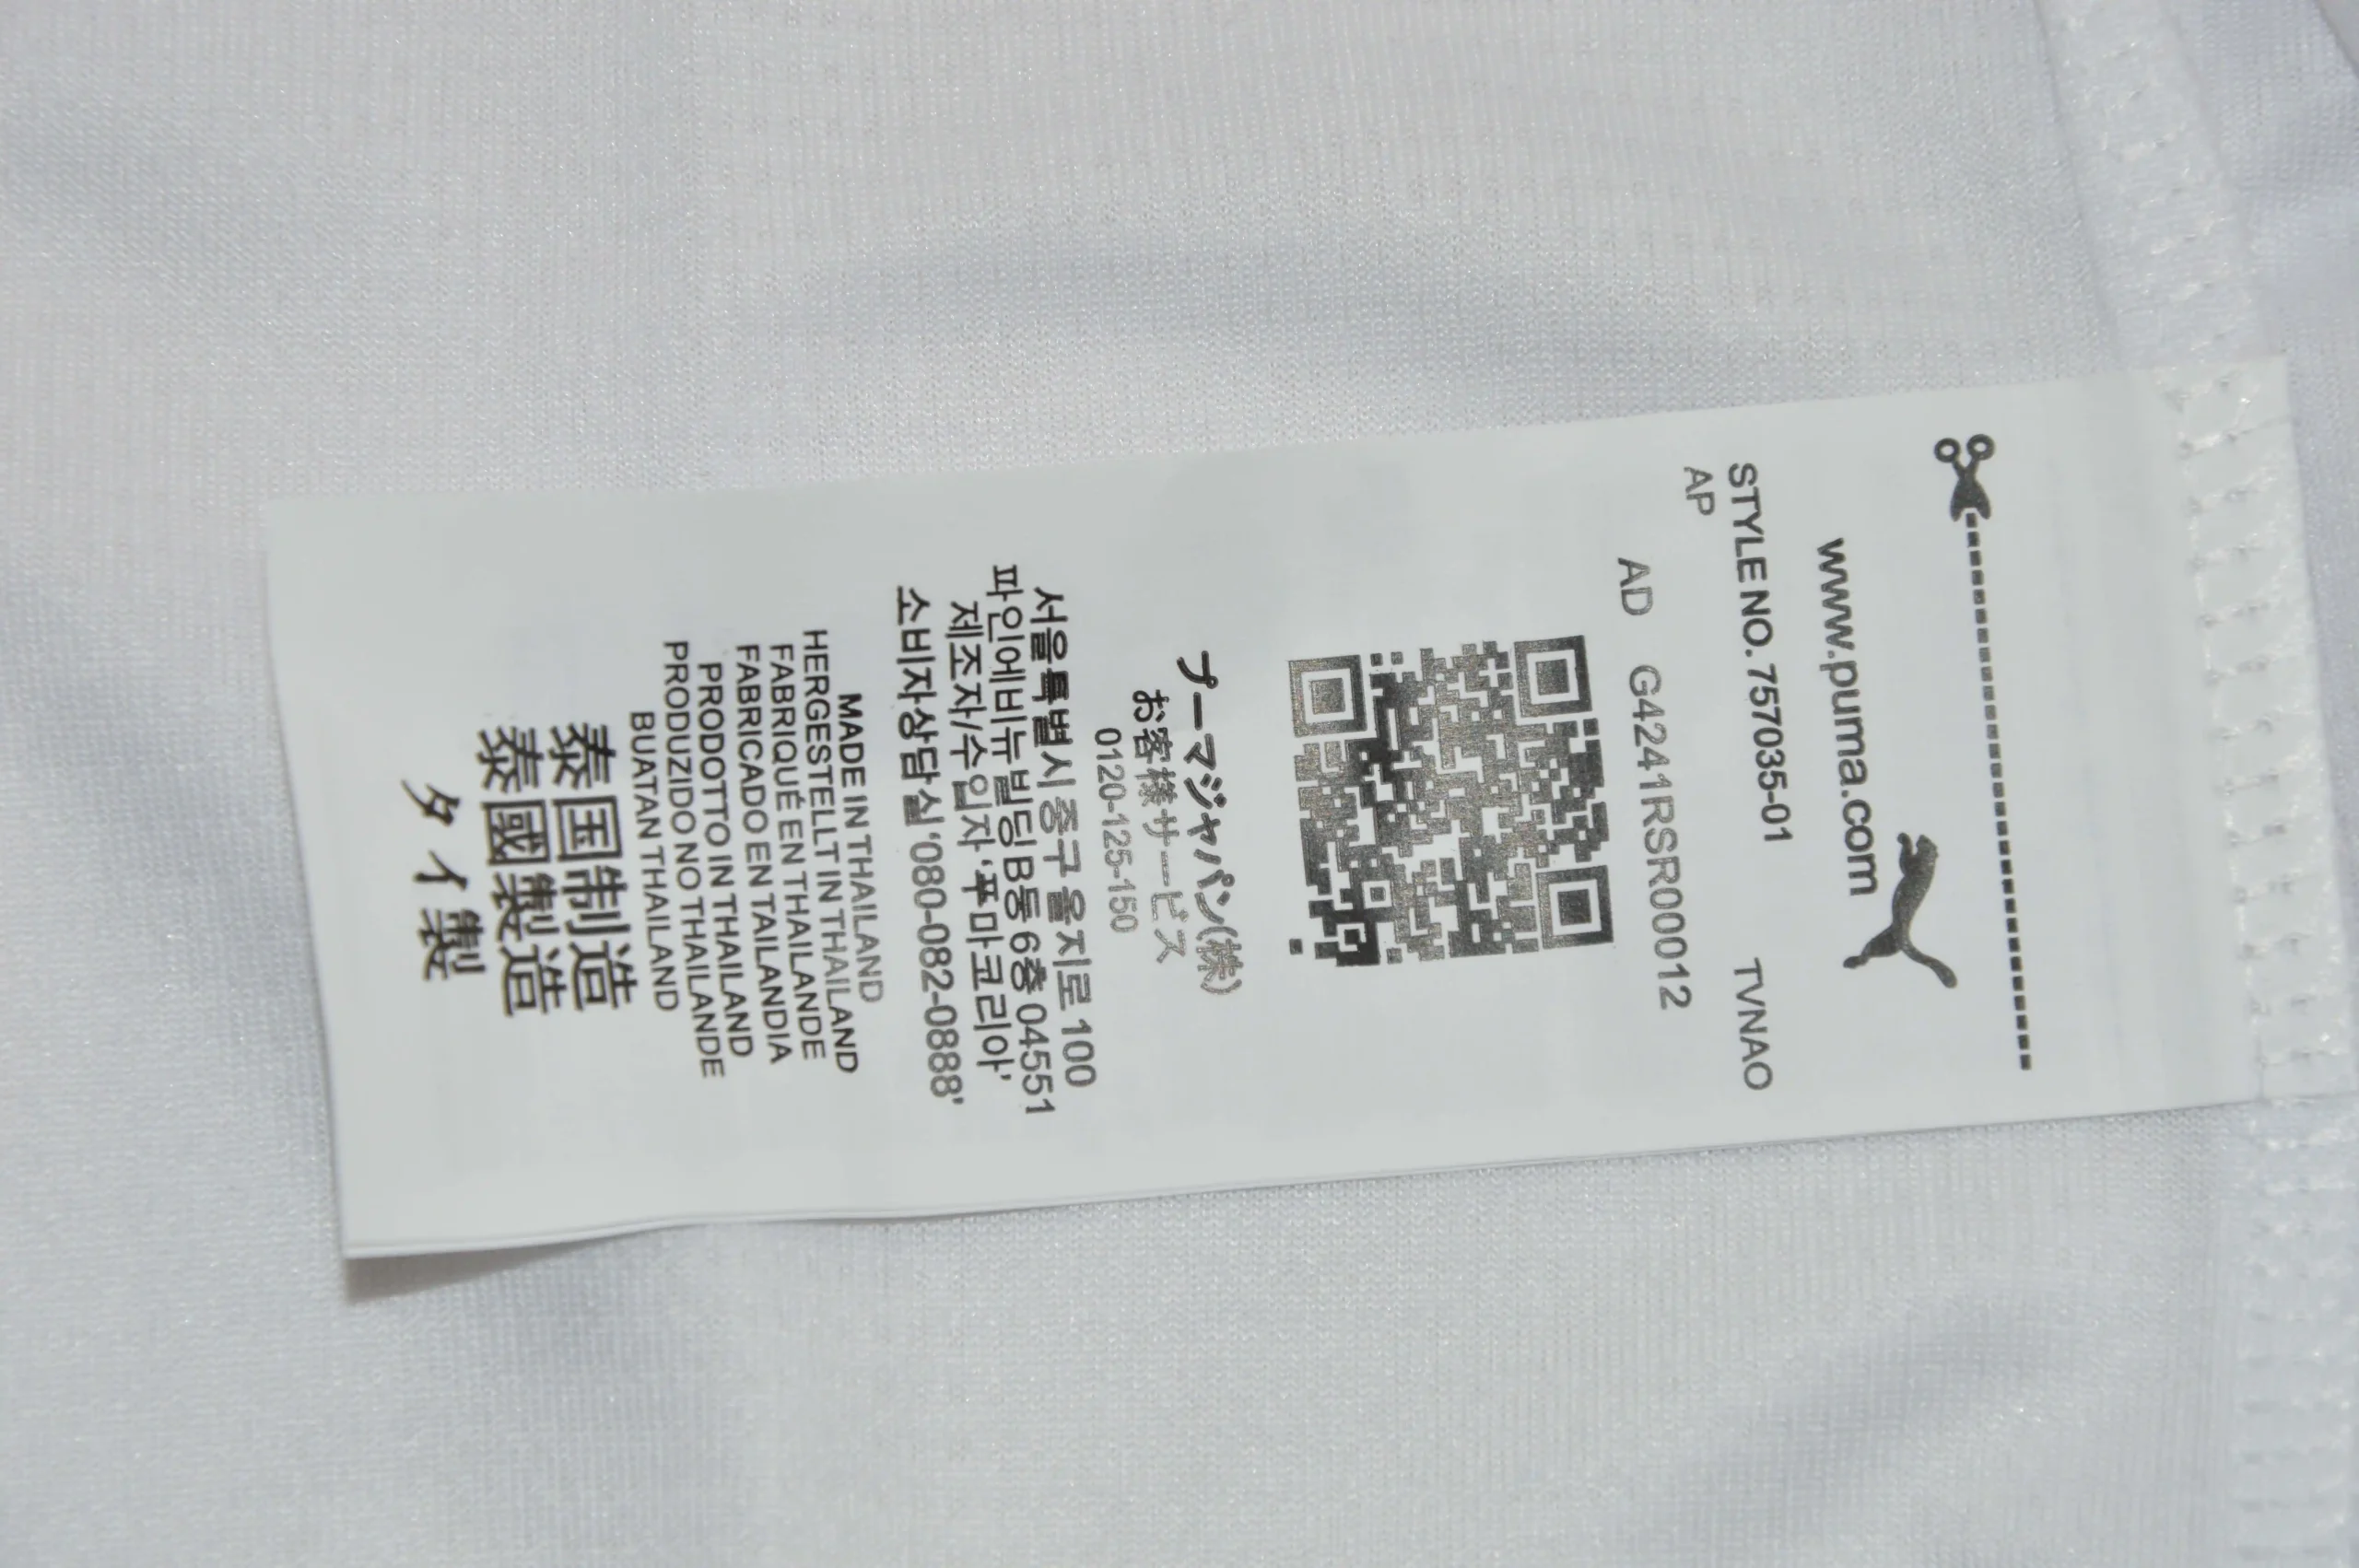 www.puma.com
STYLE NO. 757035-01 TVNAO
AP
AD G4241RSR00012
プーマジャパン(株)
お客様サービス
0120-125-150
서울특별시 중구 을지로 100
파인에비뉴빌딩 B동 6층 04551
제조자/수입자 '푸마코리아'
소비자상담실 '080-082-0888'
MADE IN THAILAND
HERGESTELLT IN THAILAND
FABRIQUÉ EN THAILANDE
FABRICADO EN TAILANDIA
PRODOTTO IN THAILAND
PRODUZIDO NO THAILANDE
BUATAN THAILAND
泰国制造
泰國製造
タイ製